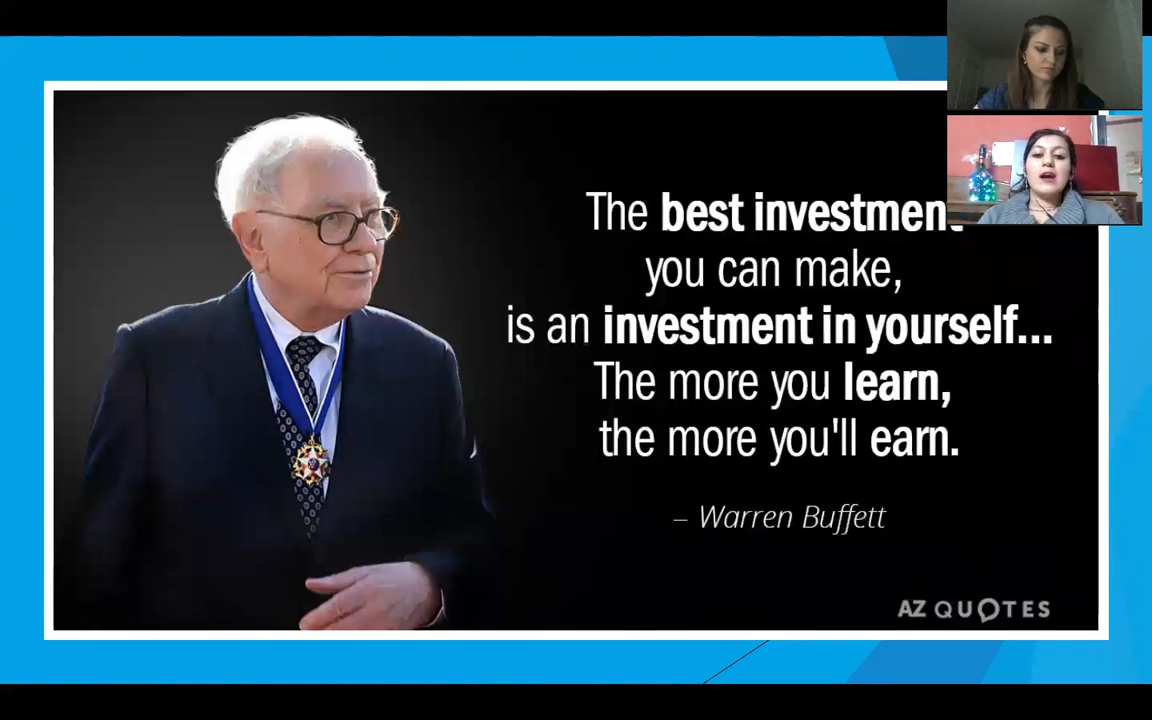 The best investment
you can make,
is an investment in yourself...
The more you learn,
the more you'll earn.
– Warren Buffett
AZ QUOTES